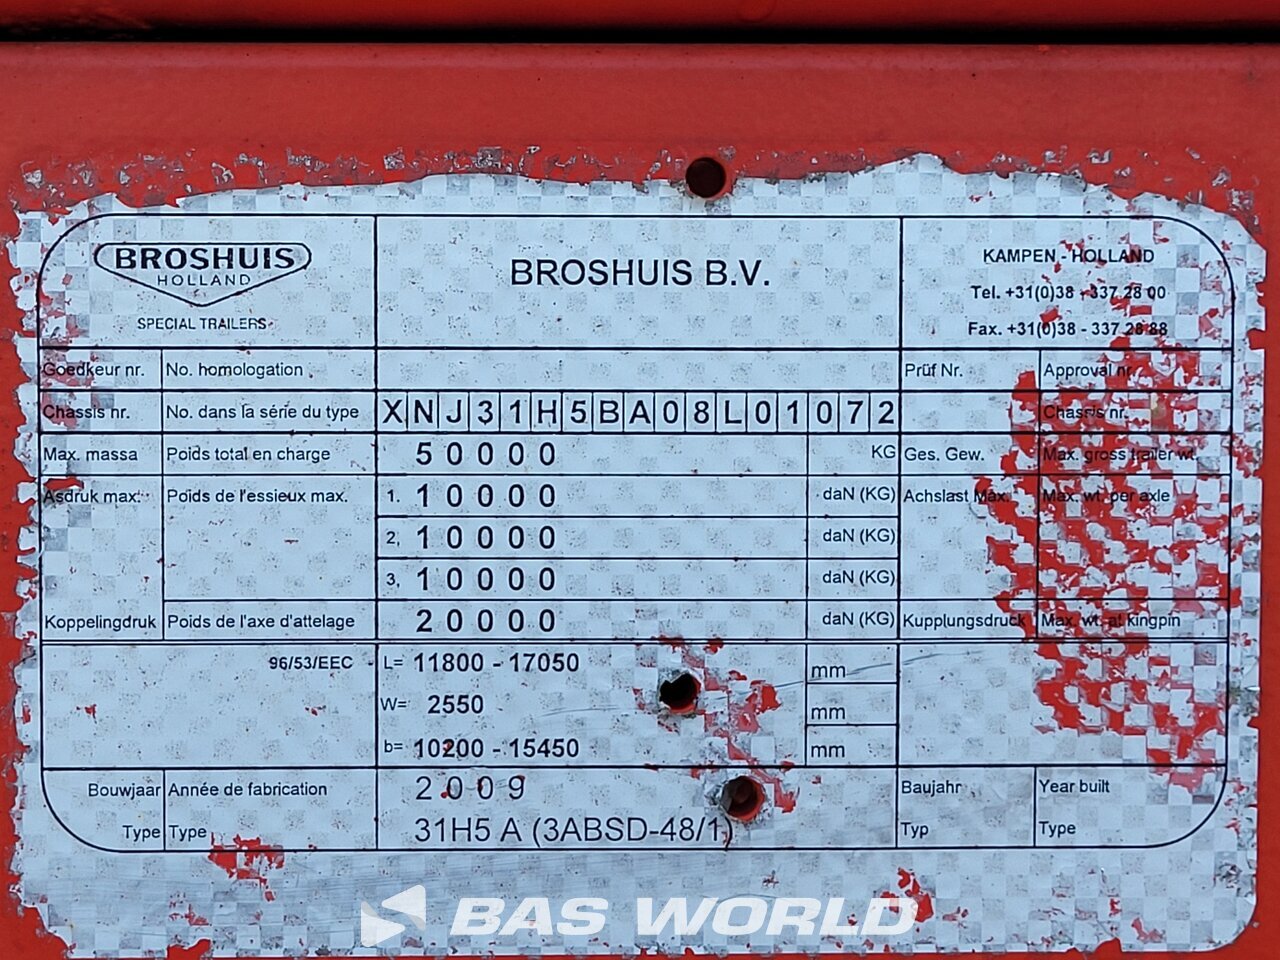 BROSHUIS
HOLLAND
SPECIAL TRAILERS
BROSHUIS B.V.
KAMPEN - HOLLAND
Tel. +31(0)38 - 337 28 00
Fax. +31(0)38 - 337 28 88
Goedkeur nr. No. homologation Prüf Nr. Approval nr.
Chassis nr. No. dans la série du type XNJ31H5BA08L01072 Chassis nr.
Max. massa Poids total en charge 50000 KG Ges. Gew. Max. gross trailer wt.
Asdruk max. Poids de l'essieux max. 1. 10000 daN (KG) Achslast Max. Max. wt. per axle
2, 10000 daN (KG)
3, 10000 daN (KG)
Koppelingdruk Poids de l'axe d'attelage 20000 daN (KG) Kupplungsdruck Max. wt. at kingpin
96/53/EEC - L= 11800 - 17050 mm
W= 2550 mm
b= 10200 - 15450 mm
Bouwjaar Année de fabrication 2009 Baujahr Year built
Type Type 31H5 A (3ABSD-48/1) Typ Type
BAS WORLD